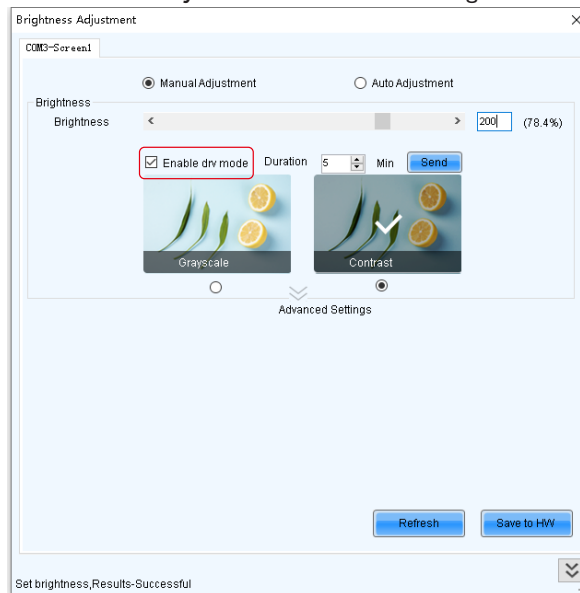 Brightness Adjustment
COM3-Screen1
Manual Adjustment Auto Adjustment
Brightness
Brightness 200 (78.4%)
Enable dry mode Duration 5 Min Send
Grayscale Contrast
Advanced Settings
Refresh Save to HW
Set brightness,Results-Successful